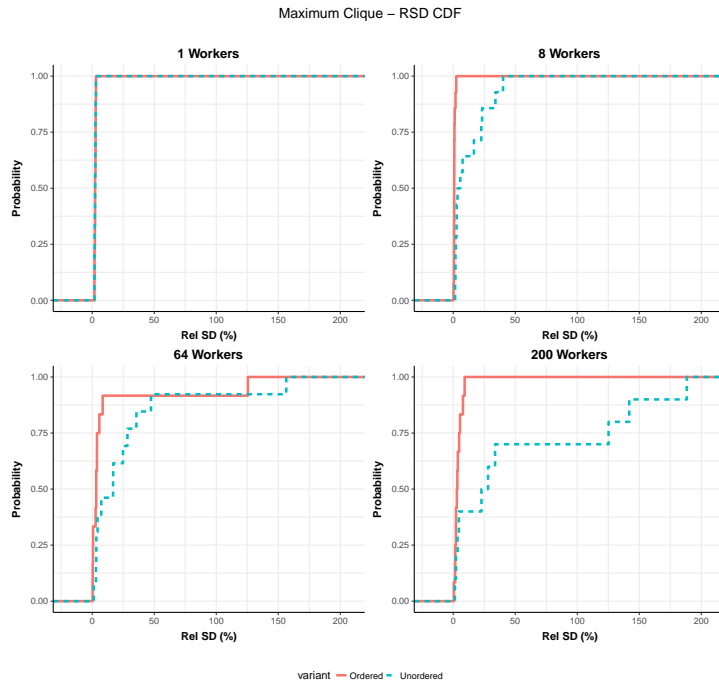 Maximum Clique – RSD CDF
1 Workers
1.00
0.75
0.50
0.25
0.00
Probability
0 50 100 150 200
Rel SD (%)
8 Workers
1.00
0.75
0.50
0.25
0.00
Probability
0 50 100 150 200
Rel SD (%)
64 Workers
1.00
0.75
0.50
0.25
0.00
Probability
0 50 100 150 200
Rel SD (%)
200 Workers
1.00
0.75
0.50
0.25
0.00
Probability
0 50 100 150 200
Rel SD (%)
variant Ordered Unordered